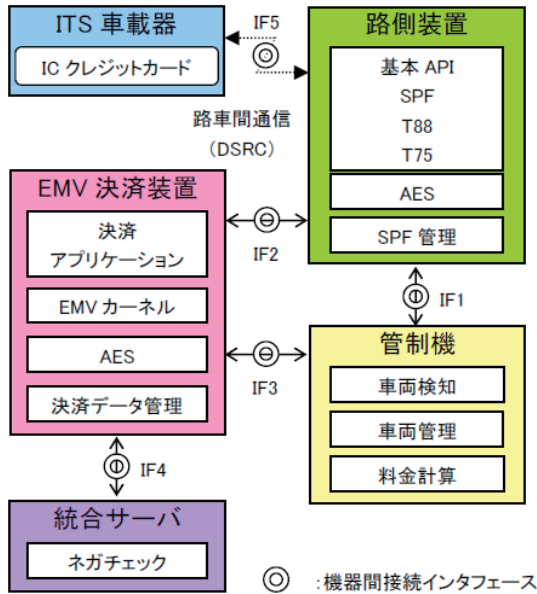 ITS 車載器
IC クレジットカード
IF5
路側装置
基本 API
SPF
T88
T75
AES
SPF 管理
路車間通信
(DSRC)
EMV 決済装置
決済
アプリケーション
EMV カーネル
AES
決済データ管理
IF2
IF1
IF3
管制機
車両検知
車両管理
料金計算
IF4
統合サーバ
ネガチェック
◎ :機器間接続インタフェース